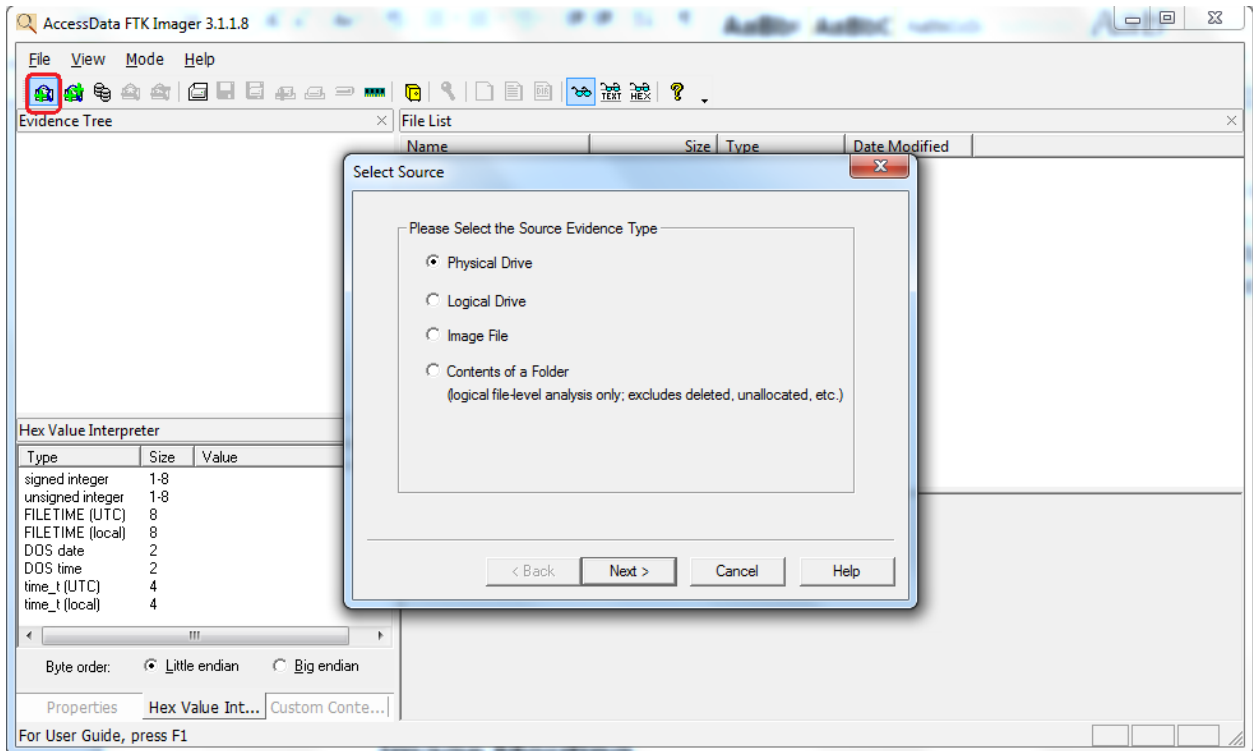 AccessData FTK Imager 3.1.1.8
File View Mode Help
TEXT HEX
Evidence Tree
File List
Name Size Type Date Modified
Select Source
Please Select the Source Evidence Type
Physical Drive
Logical Drive
Image File
Contents of a Folder
(logical file-level analysis only; excludes deleted, unallocated, etc.)
< Back Next > Cancel Help
Hex Value Interpreter
Type Size Value
signed integer 1-8
unsigned integer 1-8
FILETIME (UTC) 8
FILETIME (local) 8
DOS date 2
DOS time 2
time_t (UTC) 4
time_t (local) 4
Byte order: Little endian Big endian
Properties Hex Value Int... Custom Conte...
For User Guide, press F1